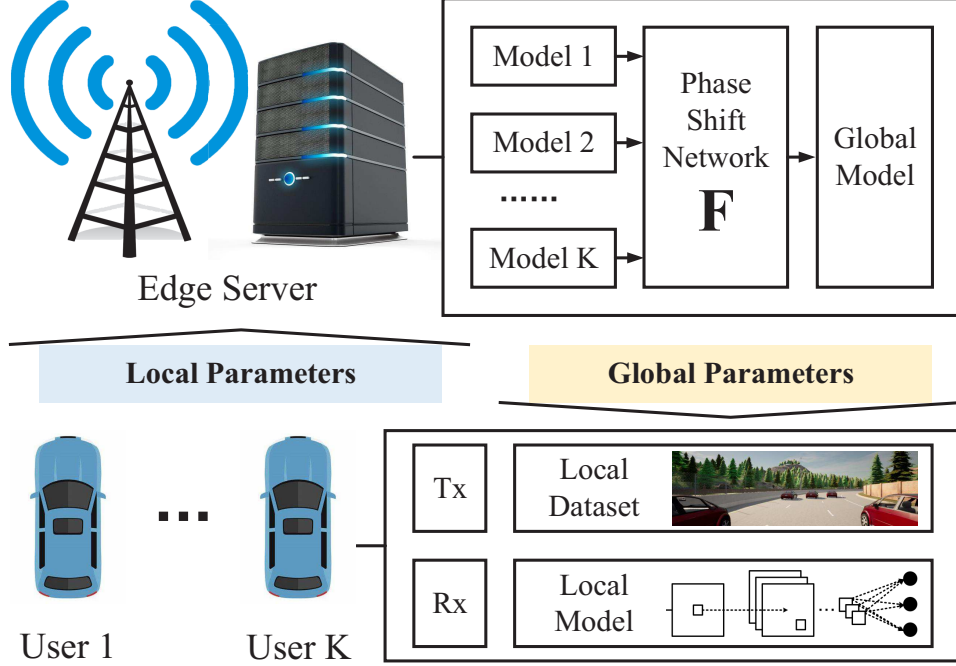 Model 1
Model 2
......
Model K
Phase
Shift
Network
F
Global
Model
Edge Server
Local Parameters
Global Parameters
...
Tx
Local
Dataset
Rx
Local
Model
...
User 1
User K